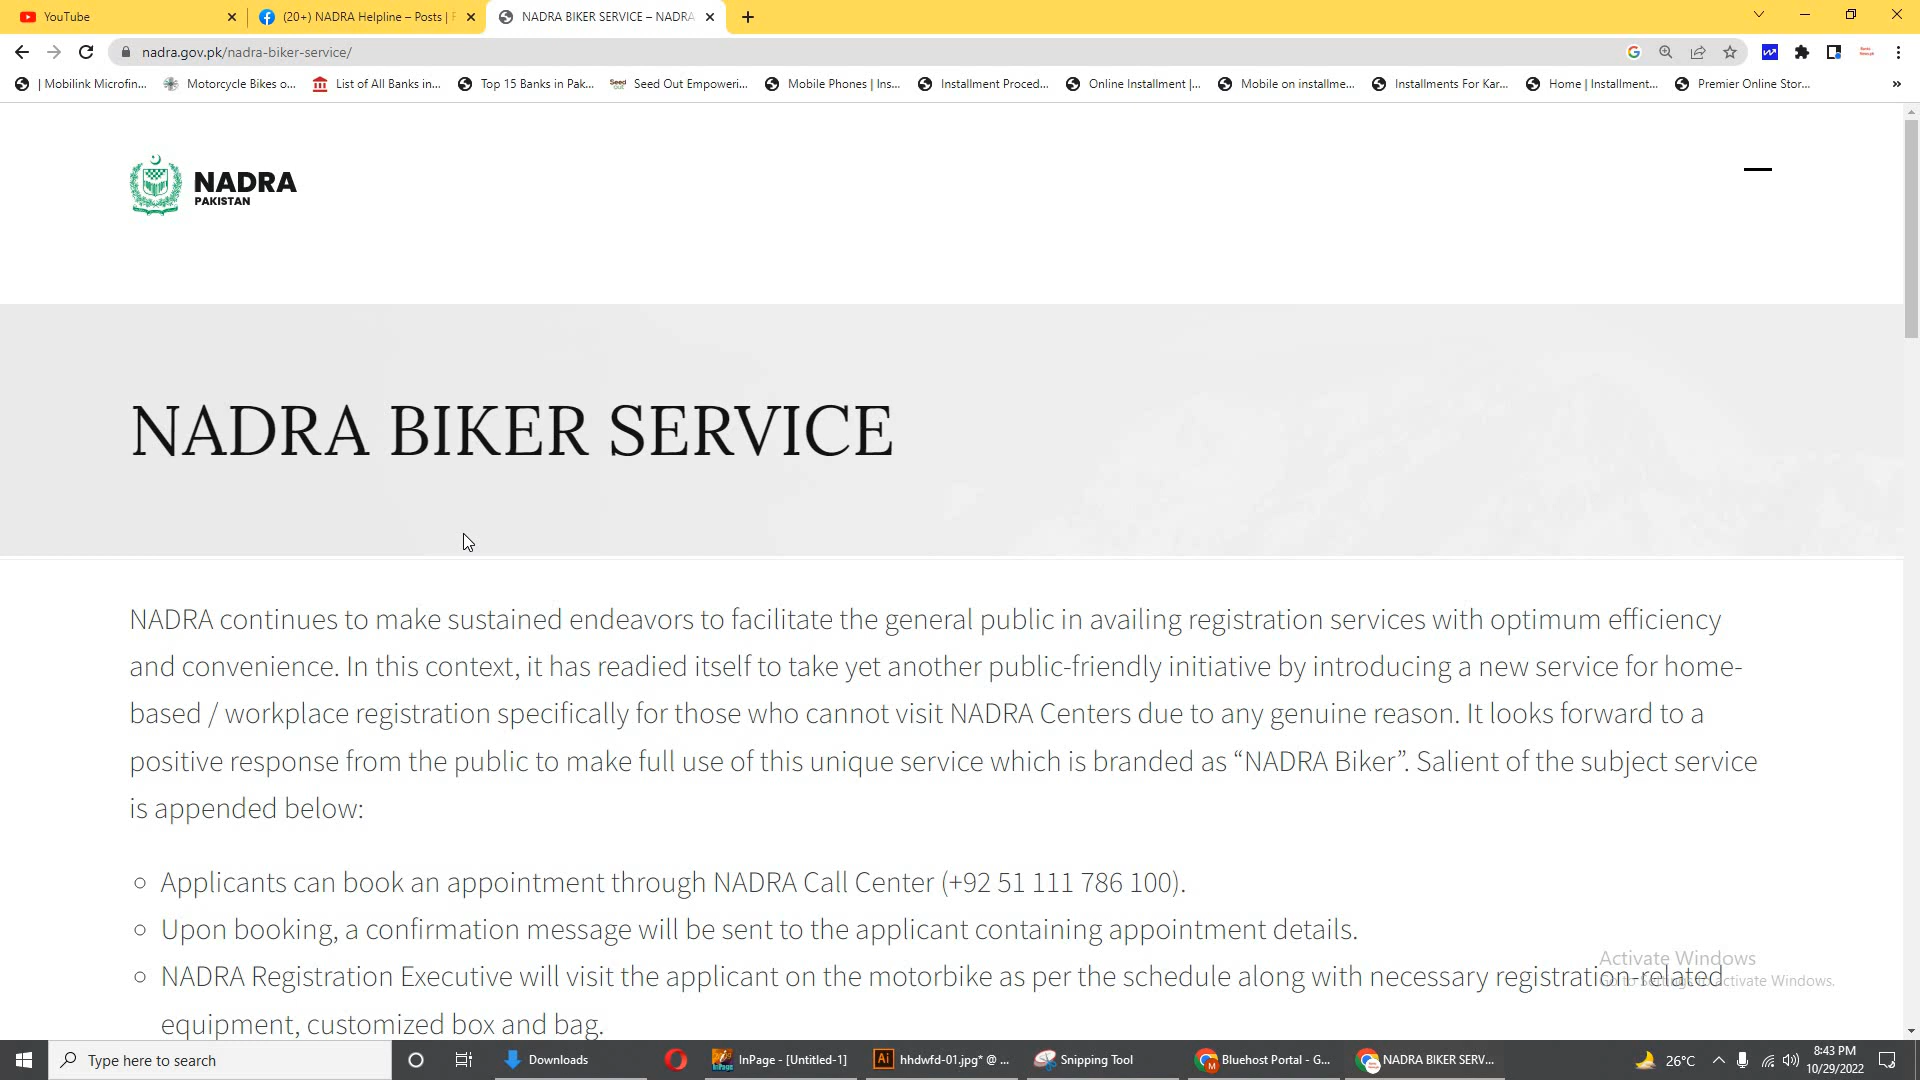 YouTube
(20+) NADRA Helpline – Posts | F
NADRA BIKER SERVICE – NADRA
nadra.gov.pk/nadra-biker-service/
| Mobilink Microfin...
Motorcycle Bikes o...
List of All Banks in...
Top 15 Banks in Pak...
Seed Out Empoweri...
Mobile Phones | Ins...
Installment Proced...
Online Installment |...
Mobile on installme...
Installments For Kar...
Home | Installment...
Premier Online Stor...
»
NADRA
PAKISTAN
NADRA BIKER SERVICE
NADRA continues to make sustained endeavors to facilitate the general public in availing registration services with optimum efficiency
and convenience. In this context, it has readied itself to take yet another public-friendly initiative by introducing a new service for home-
based / workplace registration specifically for those who cannot visit NADRA Centers due to any genuine reason. It looks forward to a
positive response from the public to make full use of this unique service which is branded as “NADRA Biker”. Salient of the subject service
is appended below:
Applicants can book an appointment through NADRA Call Center (+92 51 111 786 100).
Upon booking, a confirmation message will be sent to the applicant containing appointment details.
NADRA Registration Executive will visit the applicant on the motorbike as per the schedule along with necessary registration-related
equipment, customized box and bag.
Activate Windows
Go to Settings to activate Windows.
Type here to search
Downloads
InPage - [Untitled-1]
hhdwfd-01.jpg* @ ...
Snipping Tool
Bluehost Portal - G...
NADRA BIKER SERV...
26°C
8:43 PM
10/29/2022